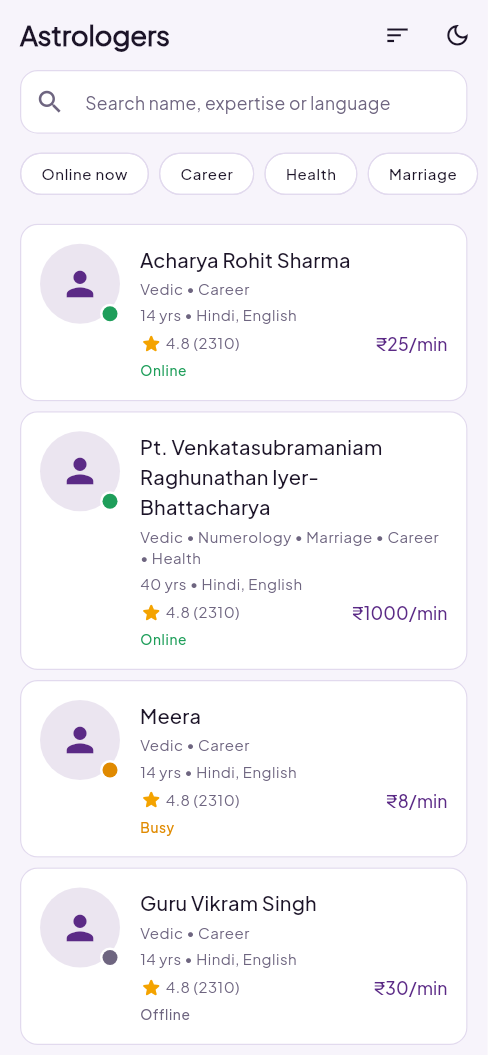 Astrologers
Search name, expertise or language
Online now Career Health Marriage
Acharya Rohit Sharma
Vedic • Career
14 yrs • Hindi, English
4.8 (2310) ₹25/min
Online
Pt. Venkatasubramaniam
Raghunathan Iyer-
Bhattacharya
Vedic • Numerology • Marriage • Career
• Health
40 yrs • Hindi, English
4.8 (2310) ₹1000/min
Online
Meera
Vedic • Career
14 yrs • Hindi, English
4.8 (2310) ₹8/min
Busy
Guru Vikram Singh
Vedic • Career
14 yrs • Hindi, English
4.8 (2310) ₹30/min
Offline